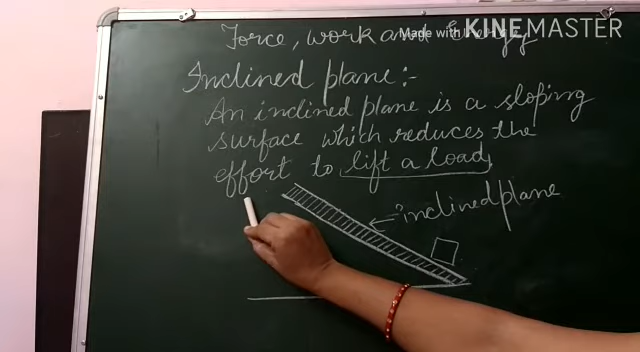 Force, work and Energy
Made with KINEMASTER
Inclined plane:-
An inclined plane is a sloping
surface which reduces the
effort to lift a load
inclined plane